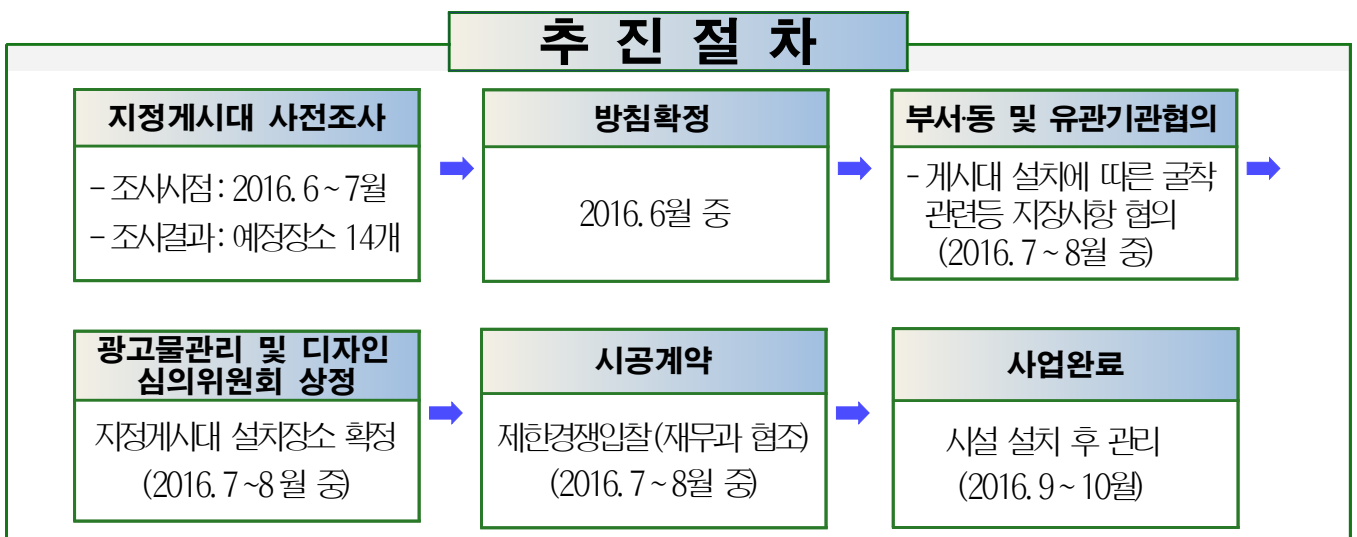 추 진 절 차
지정게시대 사전조사
- 조사시점 : 2016. 6 ~ 7월
- 조사결과 : 예정장소 14개
방침확정
2016. 6월 중
부서·동 및 유관기관협의
- 게시대 설치에 따른 굴착
관련등 지장사항 협의
(2016. 7 ~ 8월 중)
광고물관리 및 디자인
심의위원회 상정
지정게시대 설치장소 확정
(2016. 7 ~8 월 중)
시공계약
제한경쟁입찰(재무과 협조)
(2016. 7 ~ 8월 중)
사업완료
시설 설치 후 관리
(2016. 9 ~ 10월)